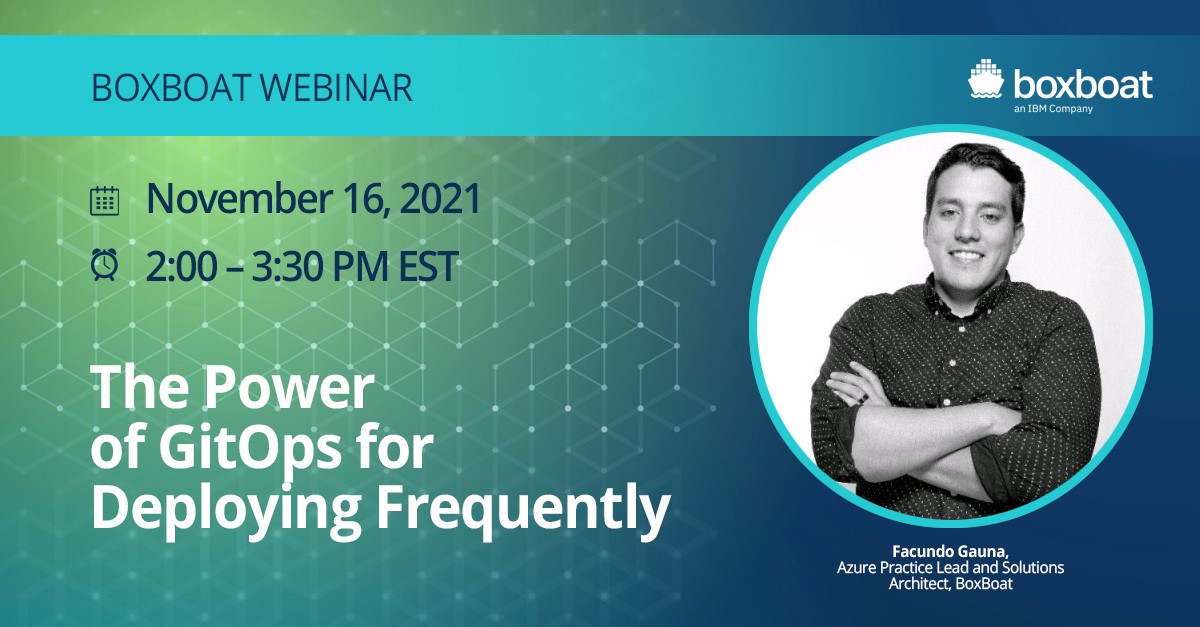 BOXBOAT WEBINAR
boxboat
an IBM Company
November 16, 2021
2:00 – 3:30 PM EST
The Power
of GitOps for
Deploying Frequently
Facundo Gauna,
Azure Practice Lead and Solutions
Architect, BoxBoat